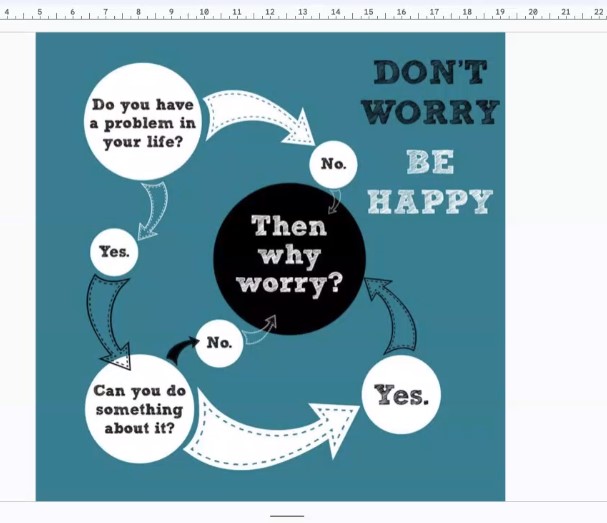 4 5 6 7 8 9 10 11 12 13 14 15 16 17 18 19 20 21 22
DON'T
WORRY
BE
HAPPY
Do you have
a problem in
your life?
No.
Then
why
worry?
Yes.
No.
Can you do
something
about it?
Yes.